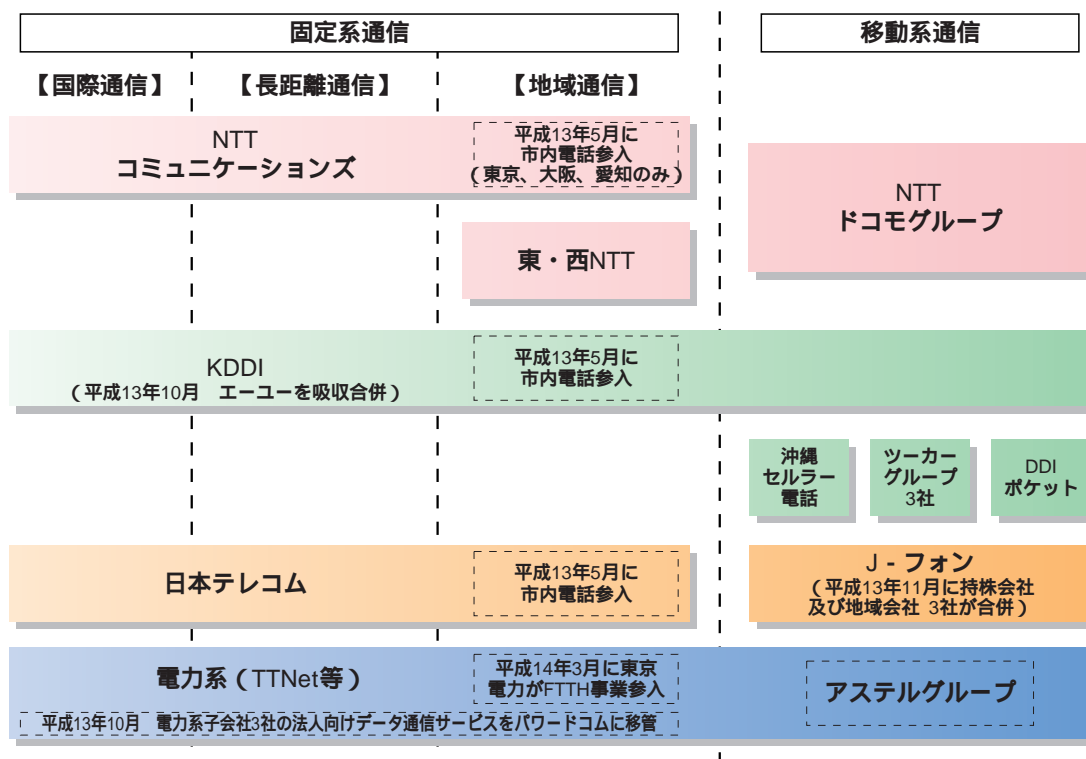 固定系通信
移動系通信
【国際通信】
【長距離通信】
【地域通信】
NTT
コミュニケーションズ
平成13年5月に
市内電話参入
（東京、大阪、愛知のみ）
NTT
ドコモグループ
東・西NTT
KDDI
（平成13年10月　エーユーを吸収合併）
平成13年5月に
市内電話参入
沖縄
セルラー
電話
ツーカー
グループ
3社
DDI
ポケット
日本テレコム
平成13年5月に
市内電話参入
J - フォン
（平成13年11月に持株会社
及び地域会社 3社が合併）
電力系（TTNet等）
平成14年3月に東京
電力がFTTH事業参入
アステルグループ
平成13年10月　電力系子会社3社の法人向けデータ通信サービスをパワードコムに移管